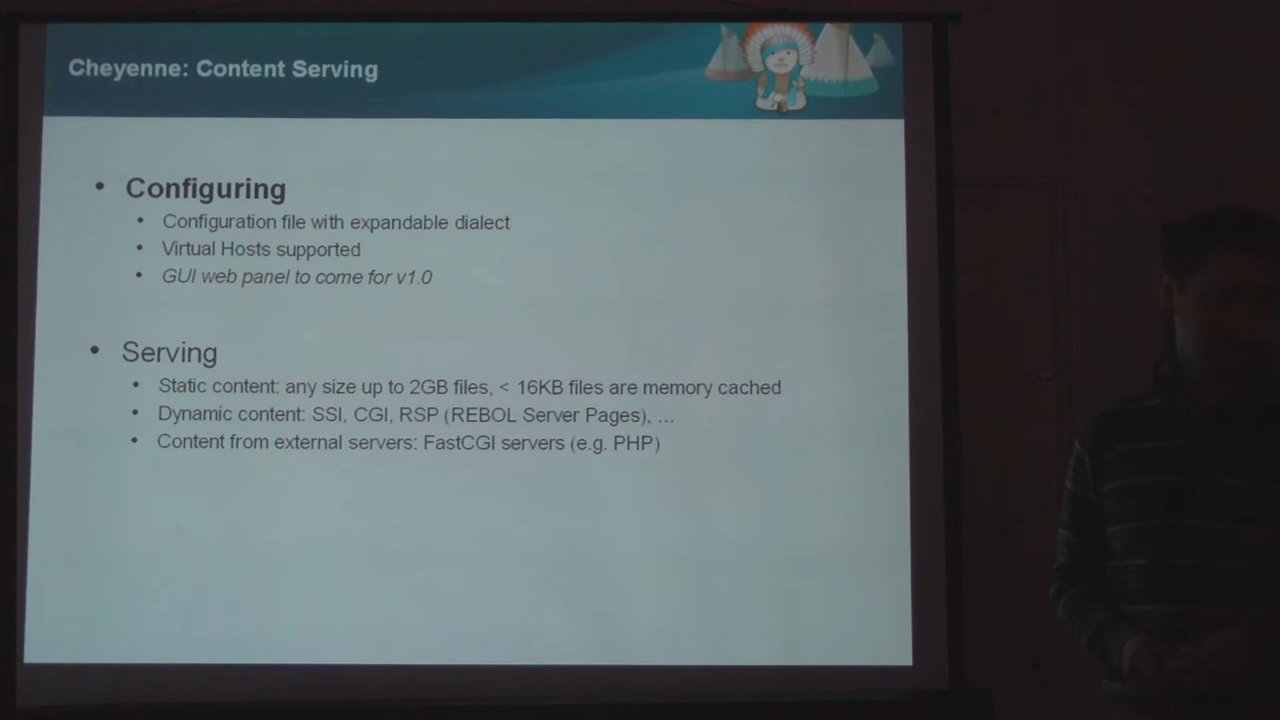 Cheyenne: Content Serving
• Configuring
• Configuration file with expandable dialect
• Virtual Hosts supported
• GUI web panel to come for v1.0
• Serving
• Static content: any size up to 2GB files, < 16KB files are memory cached
• Dynamic content: SSI, CGI, RSP (REBOL Server Pages), ...
• Content from external servers: FastCGI servers (e.g. PHP)